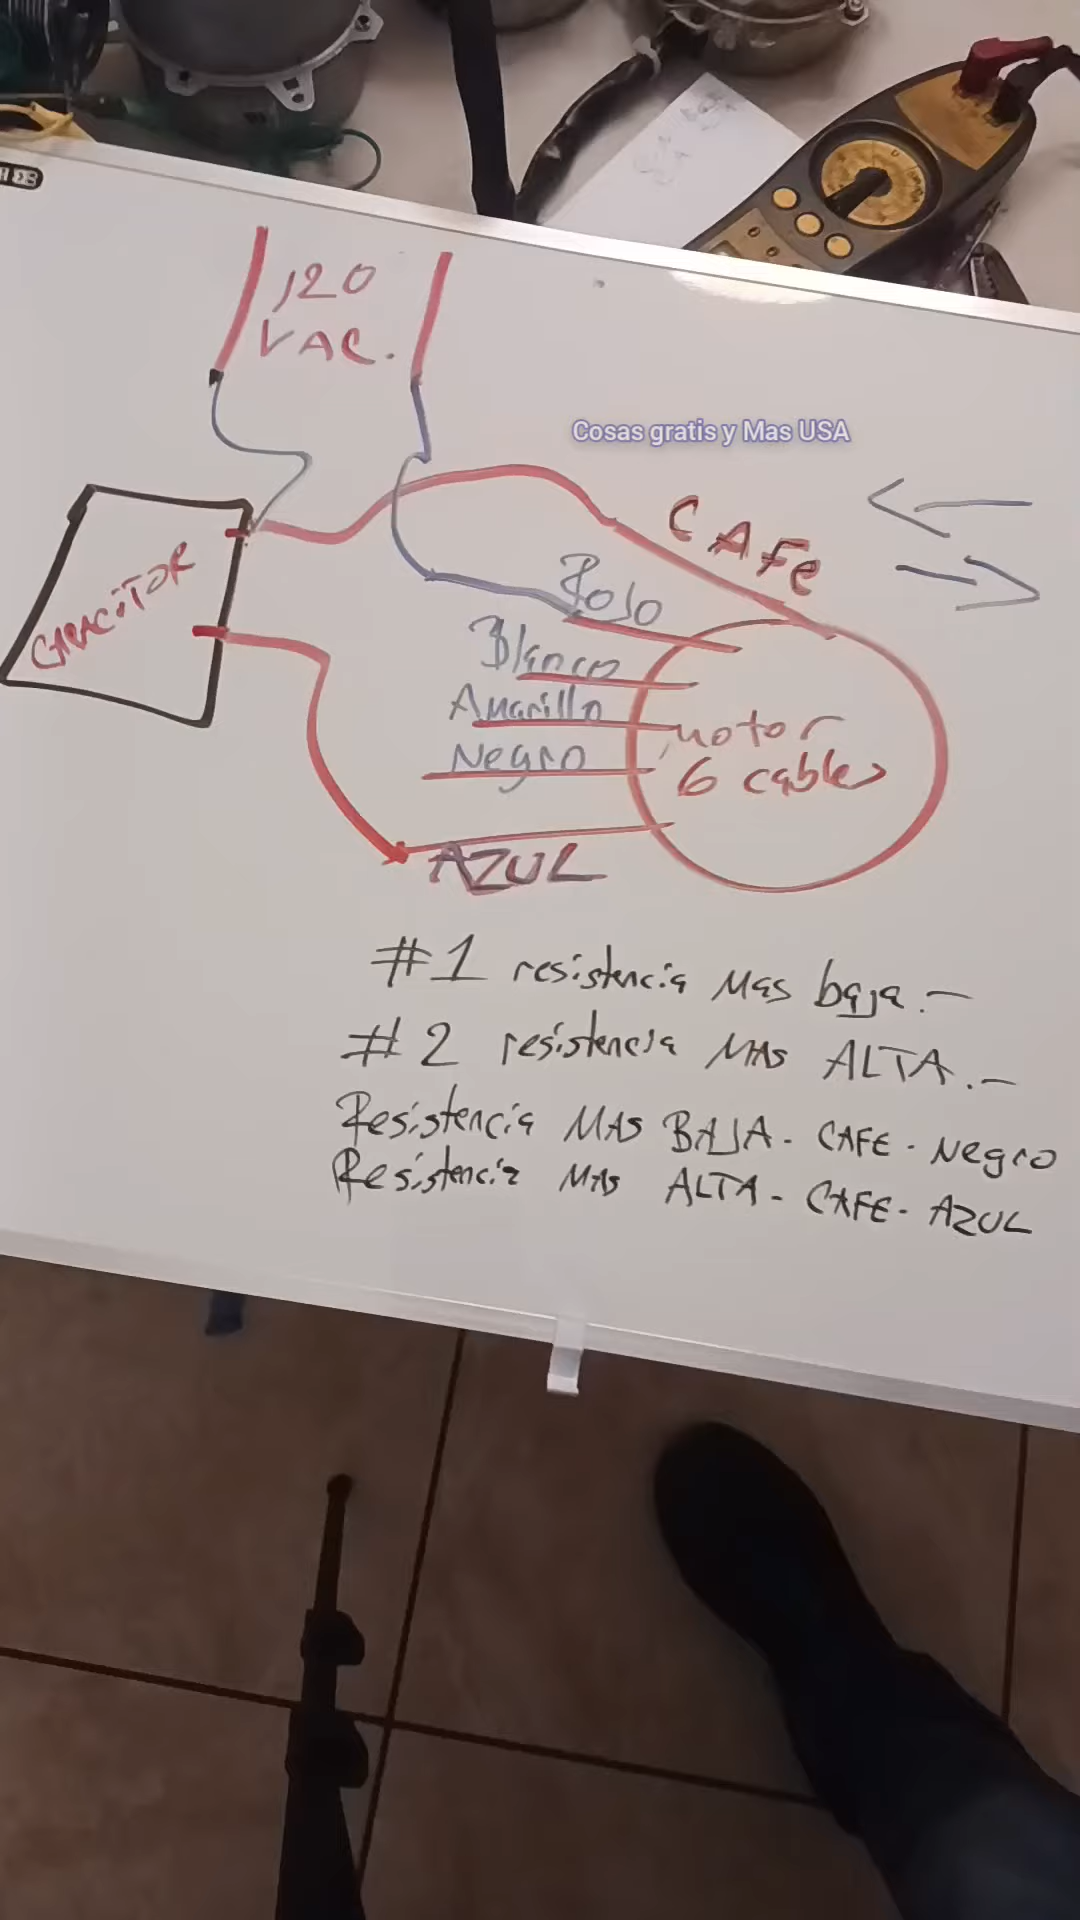 120
VAC.
Cosas gratis y Mas USA
CAFe
CAPACITOR
Rojo
Blanco
Amarillo
Negro
motor
6 cables
AZUL
#1 resistencia MAS baja.-
#2 resistencia MAS ALTA.-
Resistencia MAS BAJA- CAFE- Negro
Resistencia MAS ALTA- CAFE- AZUL